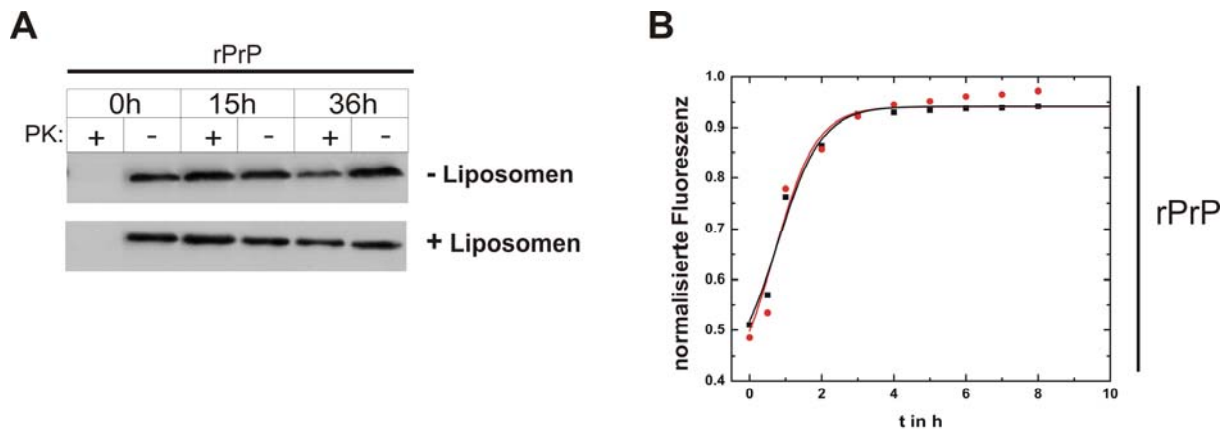 A
rPrP
0h 15h 36h
PK: + - + - + -
- Liposomen
+ Liposomen
B
normalisierte Fluoreszenz
1.0
0.9
0.8
0.7
0.6
0.5
0.4
0 2 4 6 8 10
t in h
rPrP